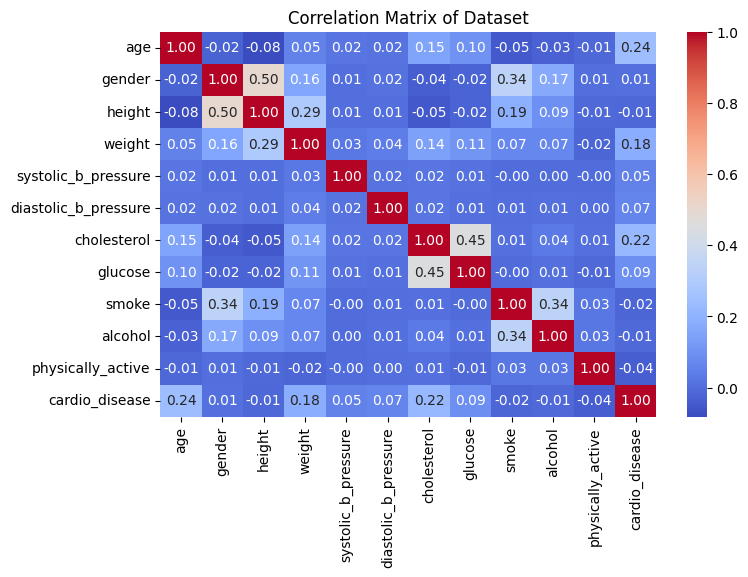 Correlation Matrix of Dataset
age 1.00 -0.02 -0.08 0.05 0.02 0.02 0.15 0.10 -0.05 -0.03 -0.01 0.24
gender -0.02 1.00 0.50 0.16 0.01 0.02 -0.04 -0.02 0.34 0.17 0.01 0.01
height -0.08 0.50 1.00 0.29 0.01 0.01 -0.05 -0.02 0.19 0.09 -0.01 -0.01
weight 0.05 0.16 0.29 1.00 0.03 0.04 0.14 0.11 0.07 0.07 -0.02 0.18
systolic_b_pressure 0.02 0.01 0.01 0.03 1.00 0.02 0.02 0.01 -0.00 0.00 -0.00 0.05
diastolic_b_pressure 0.02 0.02 0.01 0.04 0.02 1.00 0.02 0.01 0.01 0.01 0.00 0.07
cholesterol 0.15 -0.04 -0.05 0.14 0.02 0.02 1.00 0.45 0.01 0.04 0.01 0.22
glucose 0.10 -0.02 -0.02 0.11 0.01 0.01 0.45 1.00 -0.00 0.01 -0.01 0.09
smoke -0.05 0.34 0.19 0.07 -0.00 0.01 0.01 -0.00 1.00 0.34 0.03 -0.02
alcohol -0.03 0.17 0.09 0.07 0.00 0.01 0.04 0.01 0.34 1.00 0.03 -0.01
physically_active -0.01 0.01 -0.01 -0.02 -0.00 0.00 0.01 -0.01 0.03 0.03 1.00 -0.04
cardio_disease 0.24 0.01 -0.01 0.18 0.05 0.07 0.22 0.09 -0.02 -0.01 -0.04 1.00
age
gender
height
weight
systolic_b_pressure
diastolic_b_pressure
cholesterol
glucose
smoke
alcohol
physically_active
cardio_disease
1.0
0.8
0.6
0.4
0.2
0.0